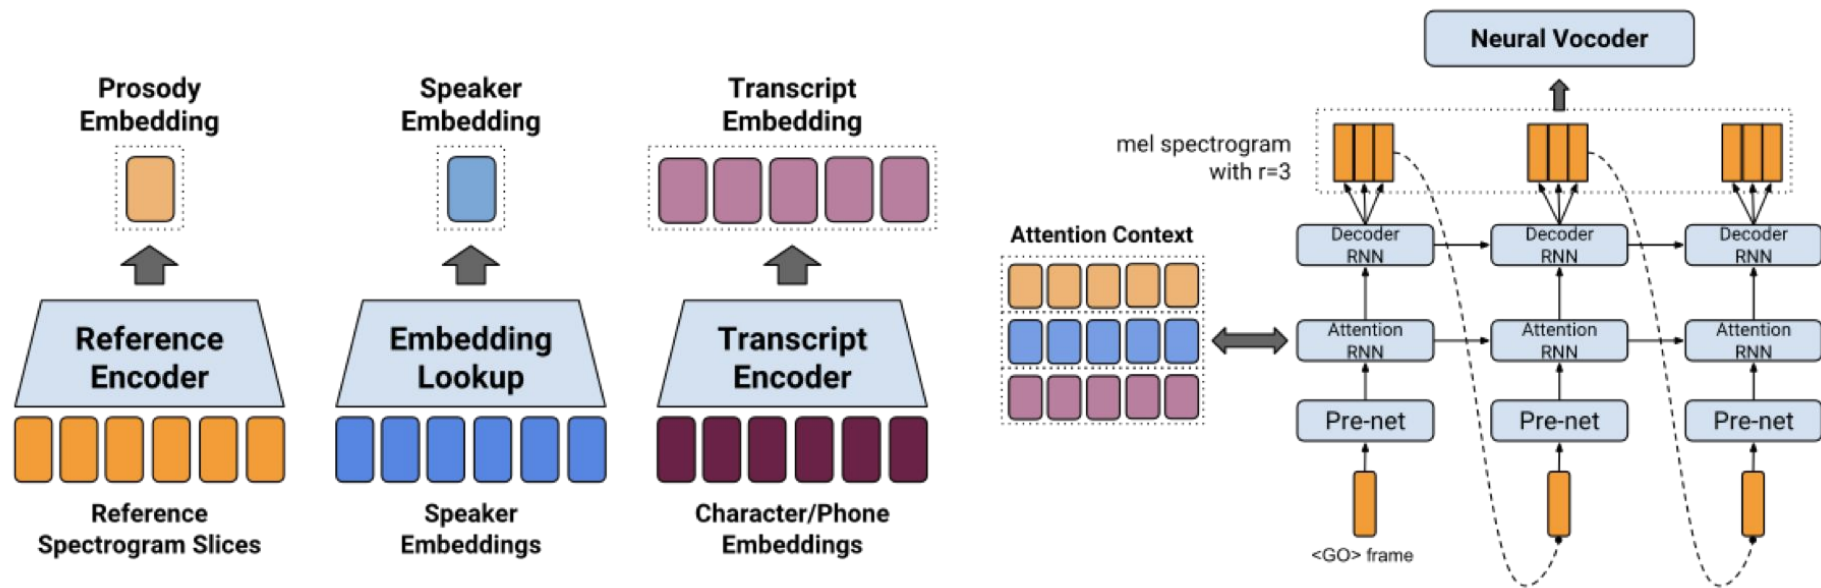 Prosody
Embedding
Speaker
Embedding
Transcript
Embedding
Reference
Encoder
Embedding
Lookup
Transcript
Encoder
Reference
Spectrogram Slices
Speaker
Embeddings
Character/Phone
Embeddings
Neural Vocoder
mel spectrogram
with r=3
Attention Context
Decoder
RNN
Decoder
RNN
Decoder
RNN
Attention
RNN
Attention
RNN
Attention
RNN
Pre-net
Pre-net
Pre-net
<GO> frame